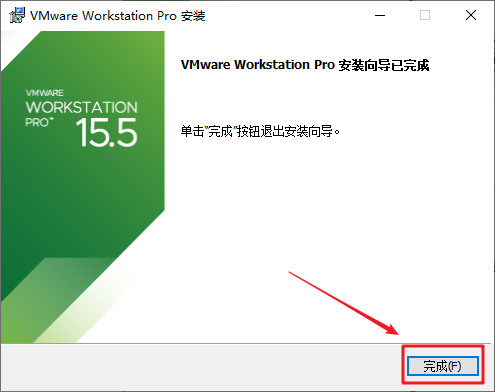 VMware Workstation Pro 安装
VMWARE
WORKSTATION
PRO™
15.5
VMware Workstation Pro 安装向导已完成
单击"完成"按钮退出安装向导。
完成(F)